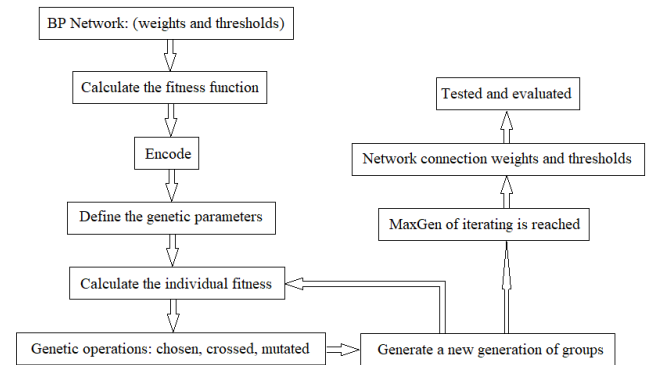 BP Network: (weights and thresholds)
Calculate the fitness function
Encode
Define the genetic parameters
Calculate the individual fitness
Genetic operations: chosen, crossed, mutated
Generate a new generation of groups
MaxGen of iterating is reached
Network connection weights and thresholds
Tested and evaluated